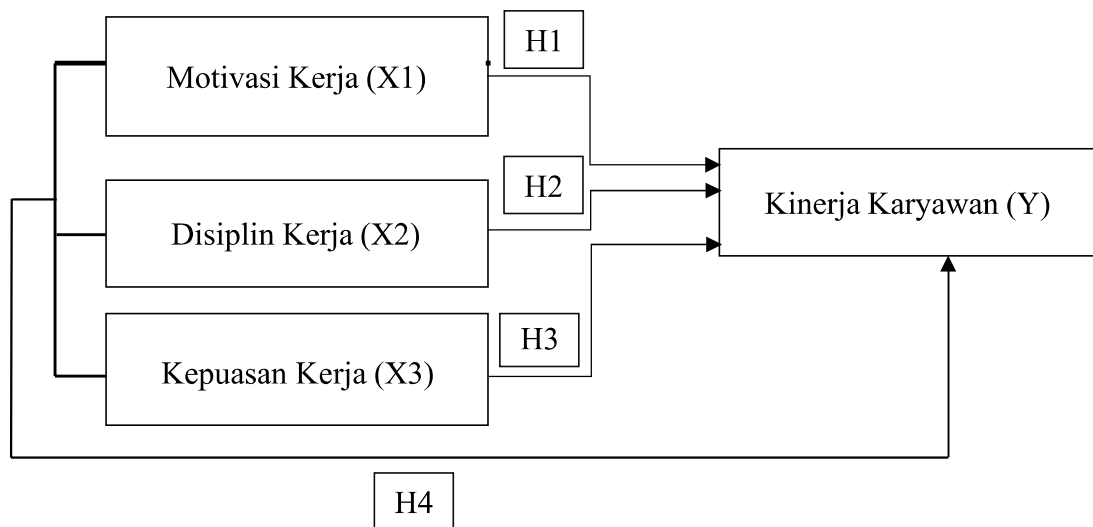 H1
Motivasi Kerja (X1)
H2
Disiplin Kerja (X2)
Kinerja Karyawan (Y)
H3
Kepuasan Kerja (X3)
H4